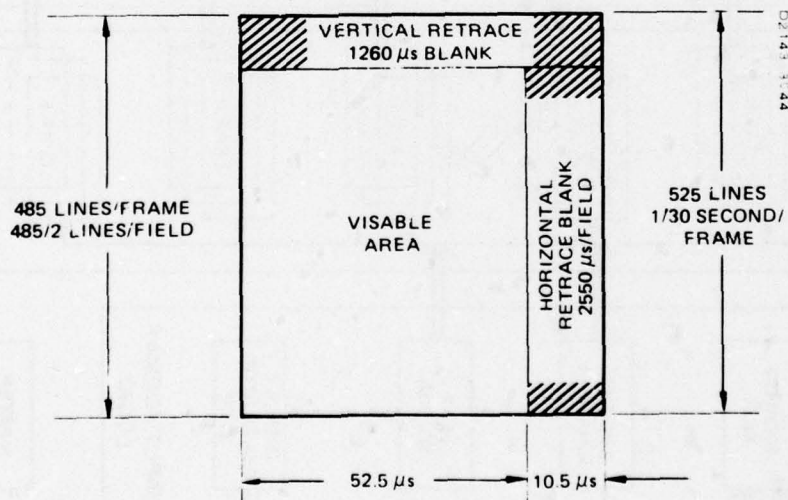 VERTICAL RETRACE
1260 µs BLANK
485 LINES/FRAME
485/2 LINES/FIELD
VISABLE
AREA
HORIZONTAL
RETRACE BLANK
2550 µs/FIELD
525 LINES
1/30 SECOND/
FRAME
52.5 µs
10.5 µs